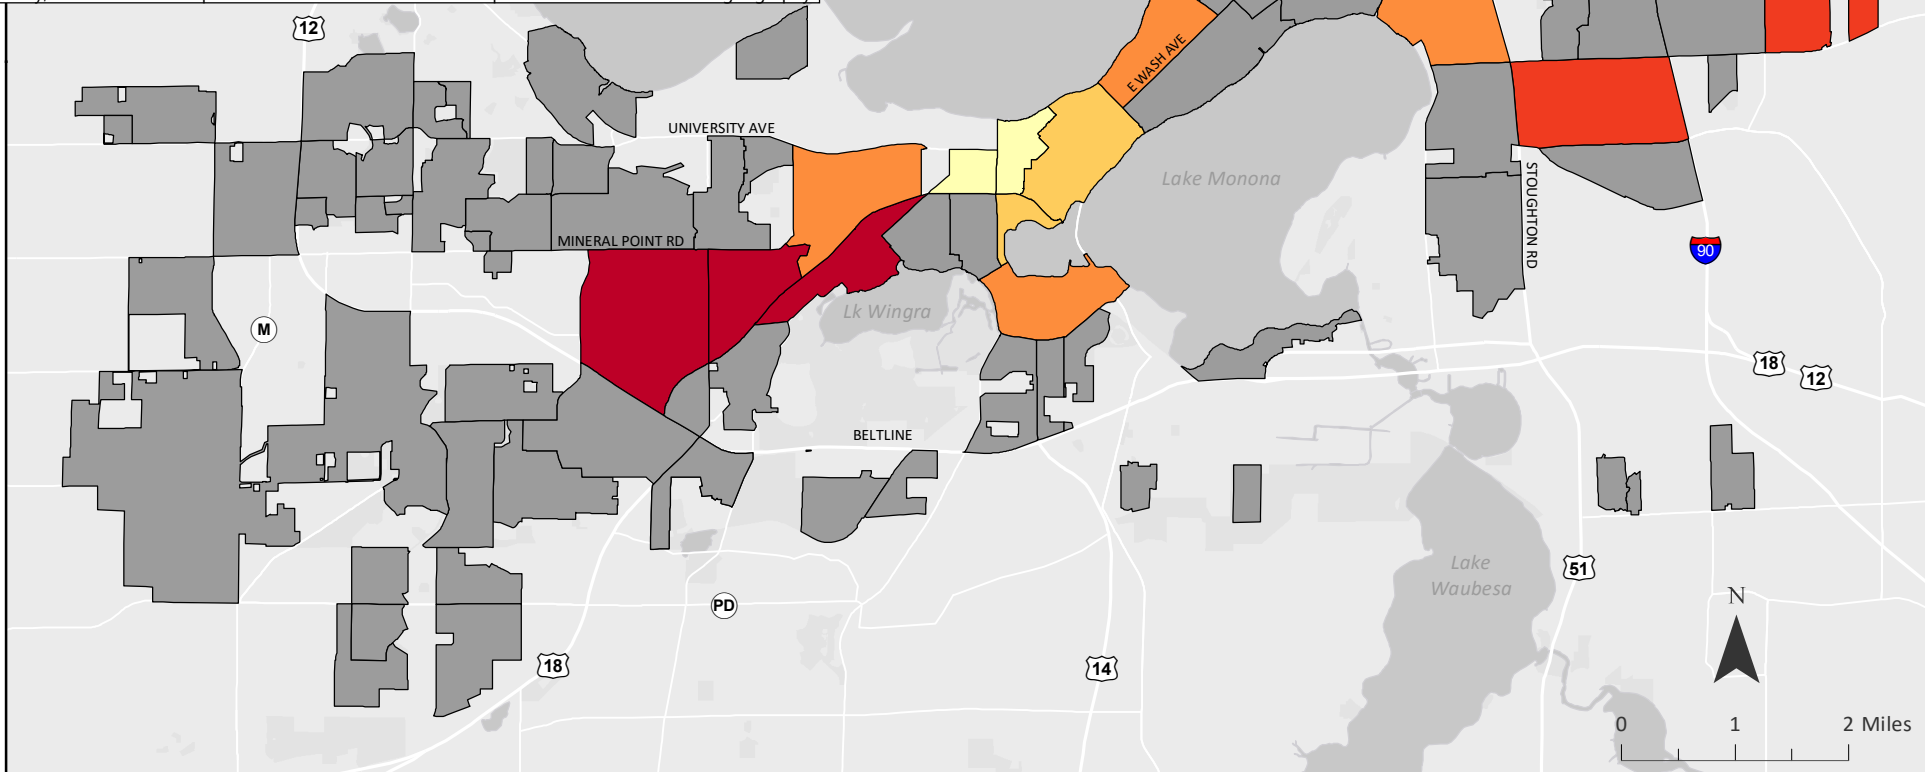 12
E WASH AVE
UNIVERSITY AVE
Lake Monona
STOUGHTON RD
MINERAL POINT RD
90
Lk Wingra
M
18
12
BELTLINE
Lake
Waubesa
51
N
PD
18
14
0 1 2 Miles